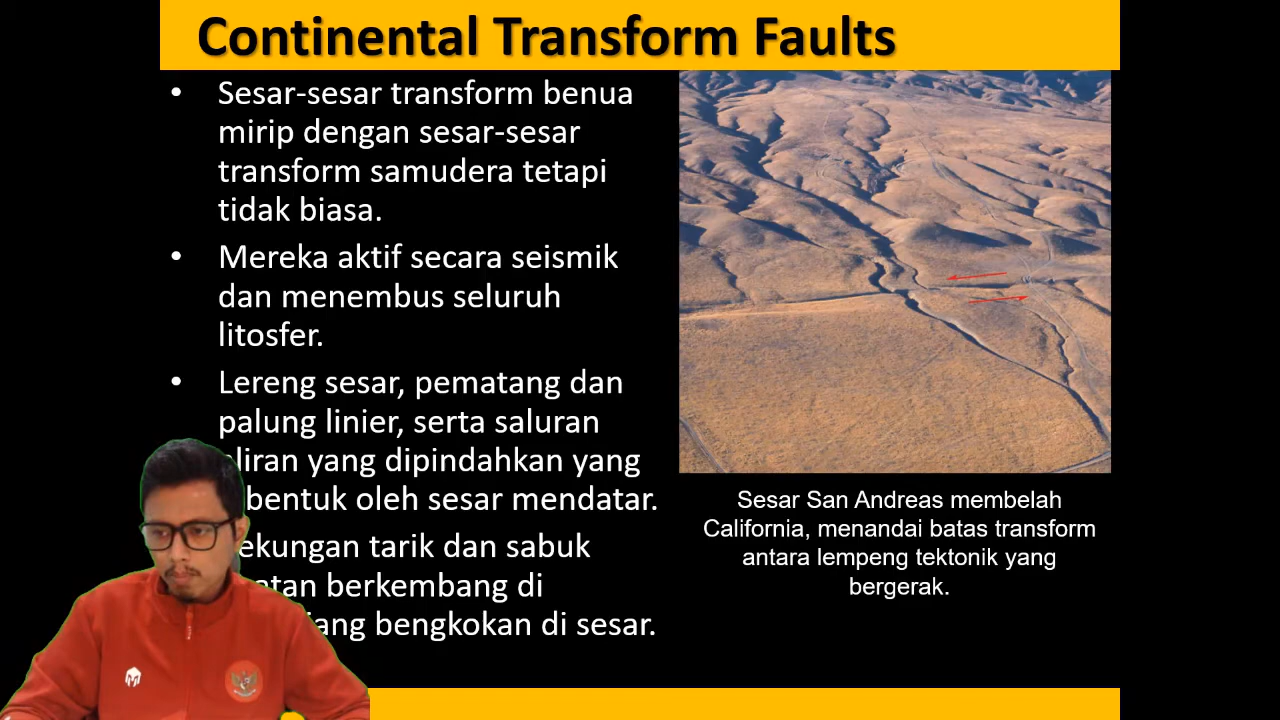 Continental Transform Faults
• Sesar-sesar transform benua
mirip dengan sesar-sesar
transform samudera tetapi
tidak biasa.
• Mereka aktif secara seismik
dan menembus seluruh
litosfer.
• Lereng sesar, pematang dan
palung linier, serta saluran
yang dipindahkan yang
oleh sesar mendatar.
tarik dan sabuk
berkembang di
bengkokan di sesar.
Sesar San Andreas membelah
California, menandai batas transform
antara lempeng tektonik yang
bergerak.